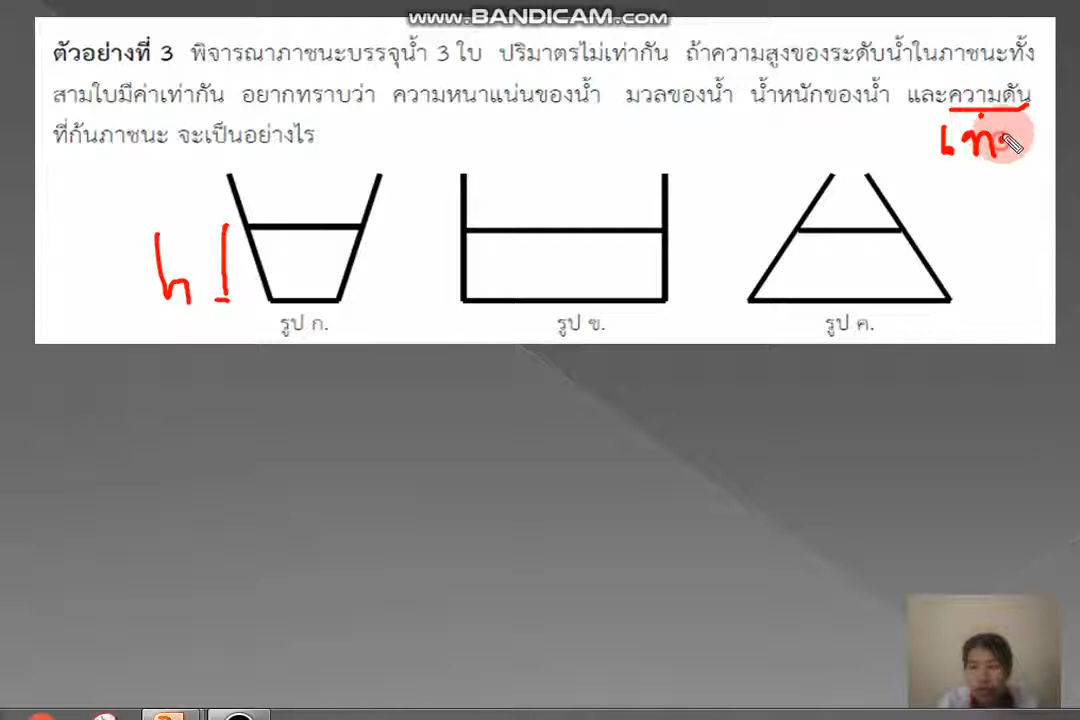 www.BANDICAM.com
ตัวอย่างที่ 3 พิจารณาภาชนะบรรจุน้ำ 3 ใบ ปริมาตรไม่เท่ากัน ถ้าความสูงของระดับน้ำในภาชนะทั้ง
สามใบมีค่าเท่ากัน อยากทราบว่า ความหนาแน่นของน้ำ มวลของน้ำ น้ำหนักของน้ำ และความดัน
ที่ก้นภาชนะ จะเป็นอย่างไร
h
รูป ก. รูป ข. รูป ค.